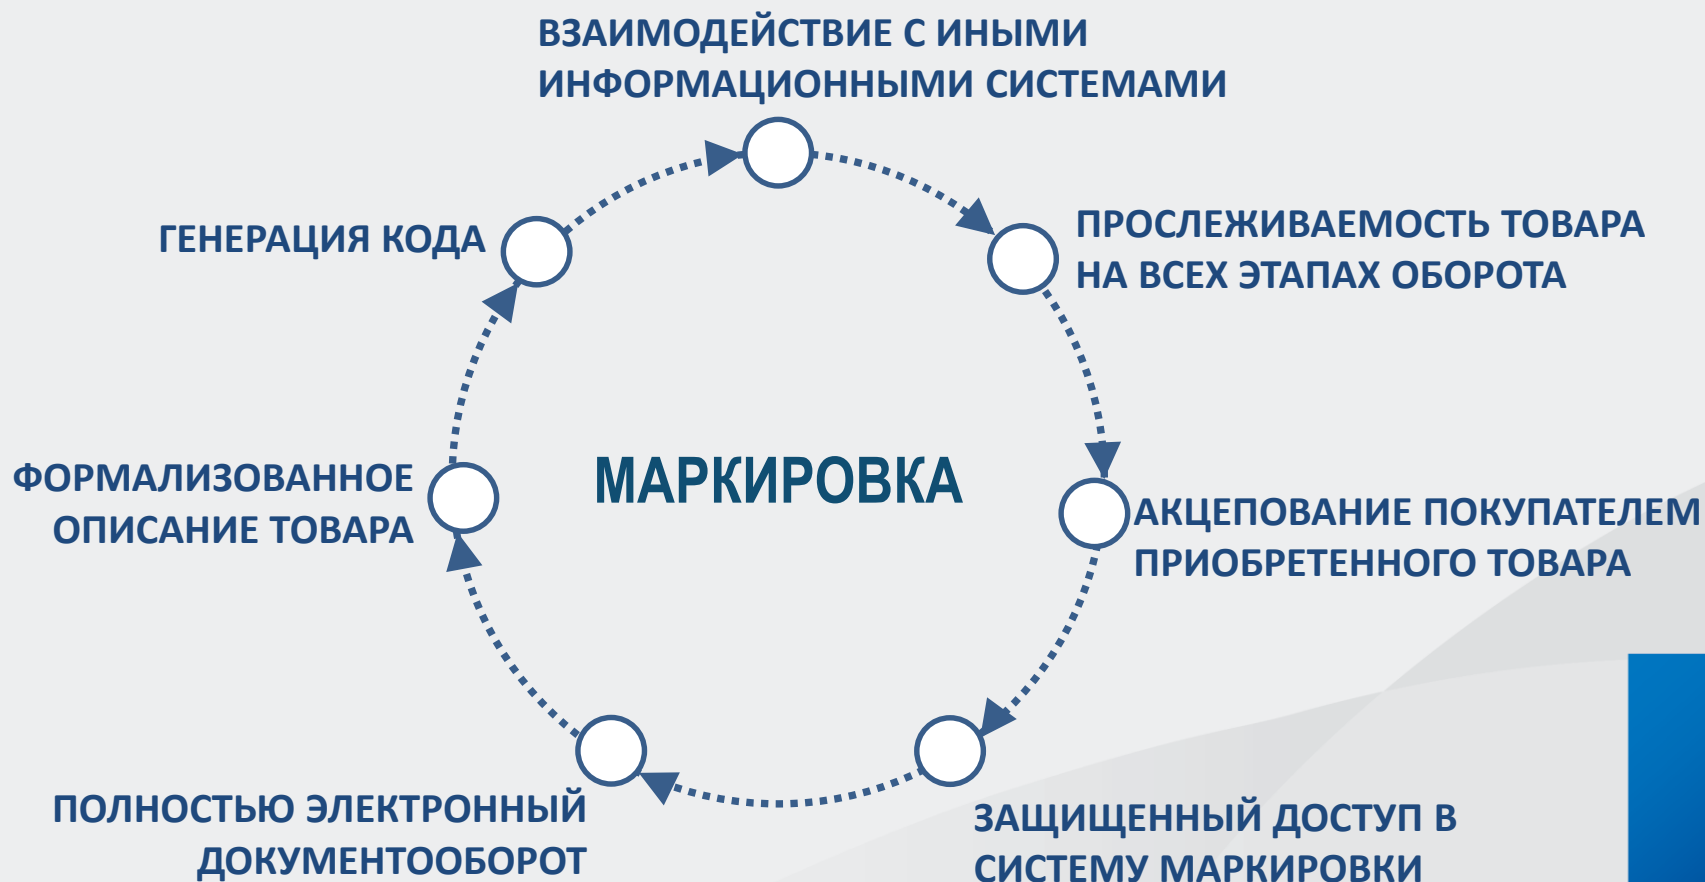 ВЗАИМОДЕЙСТВИЕ С ИНЫМИ
ИНФОРМАЦИОННЫМИ СИСТЕМАМИ
ГЕНЕРАЦИЯ КОДА
ПРОСЛЕЖИВАЕМОСТЬ ТОВАРА
НА ВСЕХ ЭТАПАХ ОБОРОТА
МАРКИРОВКА
ФОРМАЛИЗОВАННОЕ
ОПИСАНИЕ ТОВАРА
АКЦЕПОВАНИЕ ПОКУПАТЕЛЕМ
ПРИОБРЕТЕННОГО ТОВАРА
ПОЛНОСТЬЮ ЭЛЕКТРОННЫЙ
ДОКУМЕНТООБОРОТ
ЗАЩИЩЕННЫЙ ДОСТУП В
СИСТЕМУ МАРКИРОВКИ